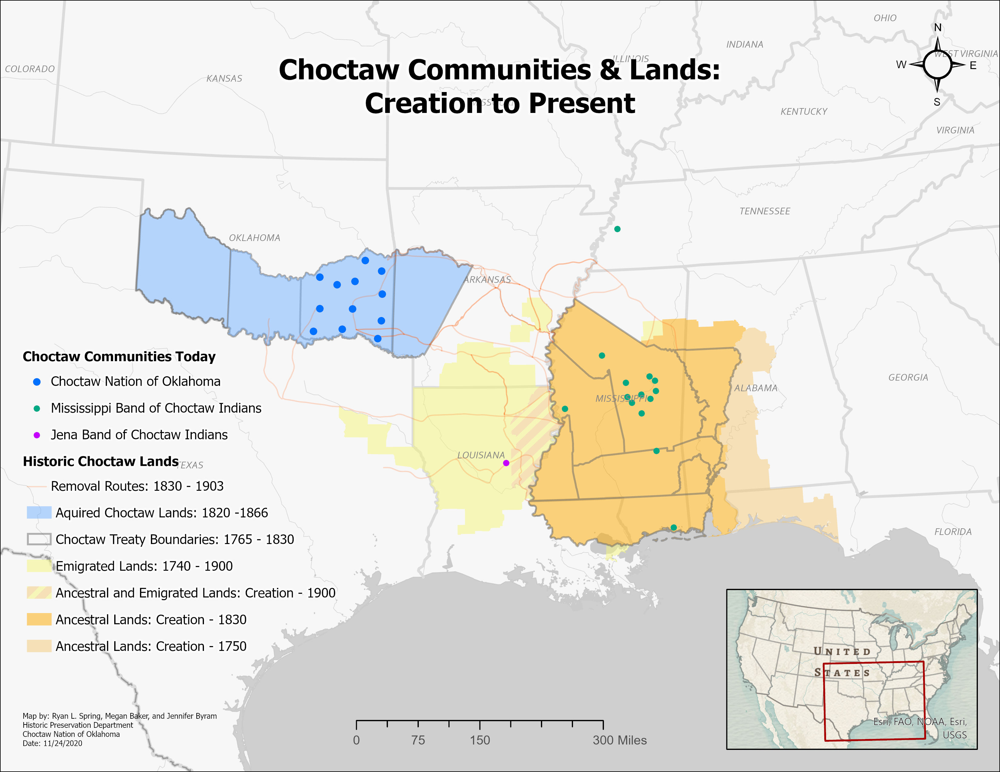 Choctaw Communities & Lands:
Creation to Present
OHIO
N
INDIANA
WEST VIRGINIA
ILLINOIS
W
E
COLORADO
KANSAS
S
MISSOURI
KENTUCKY
VIRGINIA
TENNESSEE
OKLAHOMA
ARKANSAS
GEORGIA
ALABAMA
MISSISSIPPI
LOUISIANA
TEXAS
FLORIDA
Choctaw Communities Today
Choctaw Nation of Oklahoma
Mississippi Band of Choctaw Indians
Jena Band of Choctaw Indians
Historic Choctaw Lands
Removal Routes: 1830 - 1903
Aquired Choctaw Lands: 1820 -1866
Choctaw Treaty Boundaries: 1765 - 1830
Emigrated Lands: 1740 - 1900
Ancestral and Emigrated Lands: Creation - 1900
Ancestral Lands: Creation - 1830
Ancestral Lands: Creation - 1750
Map by: Ryan L. Spring, Megan Baker, and Jennifer Byram
Historic Preservation Department
Choctaw Nation of Oklahoma
Date: 11/24/2020
0 75 150 300 Miles
UNITED
STATES
Esri, FAO, NOAA, Esri,
USGS